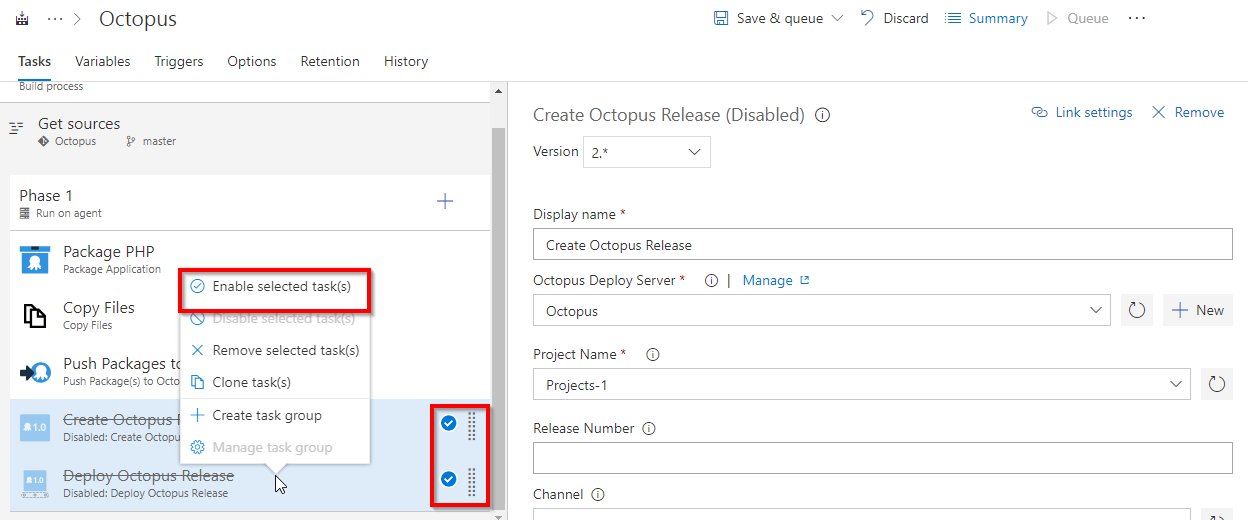 Octopus
Save & queue
Discard
Summary
Queue
Tasks
Variables
Triggers
Options
Retention
History
Build process
Get sources
Octopus
master
Phase 1
Run on agent
Package PHP
Package Application
Copy Files
Copy Files
Push Packages to
Push Package(s) to Octo
Create Octopus
Disabled: Create Octopu
Deploy Octopus Release
Disabled: Deploy Octopus Release
1.0
1.0
Enable selected task(s)
Disable selected task(s)
Remove selected task(s)
Clone task(s)
Create task group
Manage task group
Create Octopus Release (Disabled)
Link settings
Remove
Version
2.*
Display name *
Create Octopus Release
Octopus Deploy Server *
| Manage
Octopus
New
Project Name *
Projects-1
Release Number
Channel